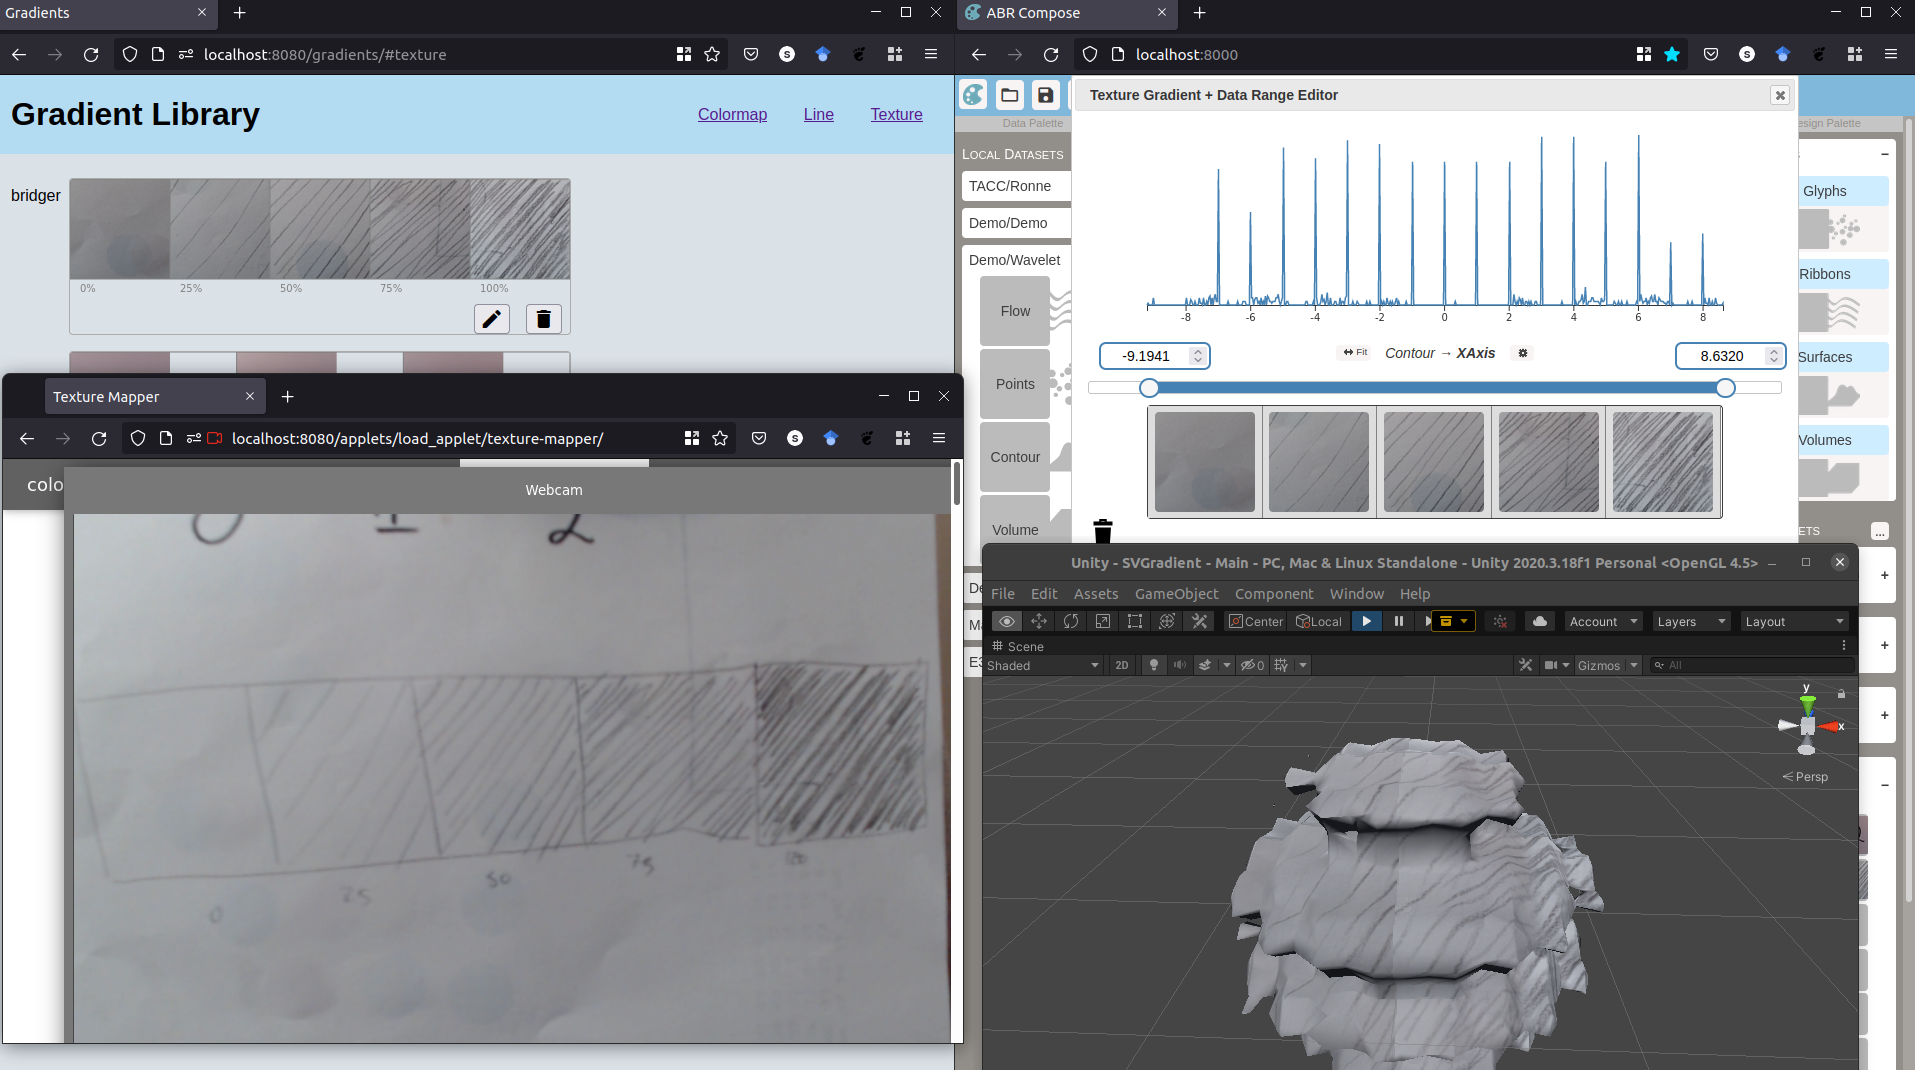 Gradients
localhost:8080/gradients/#texture
Gradient Library
Colormap Line Texture
bridger
0% 25% 50% 75% 100%
Texture Mapper
localhost:8080/applets/load_applet/texture-mapper/
colo
Webcam
0 25 50 75 100
ABR Compose
localhost:8000
Data Palette
esign Palette
Texture Gradient + Data Range Editor
LOCAL DATASETS
TACC/Ronne
Demo/Demo
Demo/Wavelet
Flow
Points
Contour
Volume
De
Ma
-8 -6 -4 -2 0 2 4 6 8
-9.1941
Fit
Contour → XAxis
8.6320
Glyphs
Ribbons
Surfaces
Volumes
ETS
...
Unity - SVGradient - Main - PC, Mac & Linux Standalone - Unity 2020.3.18f1 Personal <OpenGL 4.5>
File Edit Assets GameObject Component Window Help
Center Local Account Layers Layout
Scene
Shaded 2D 0 Gizmos All
y
x
Persp